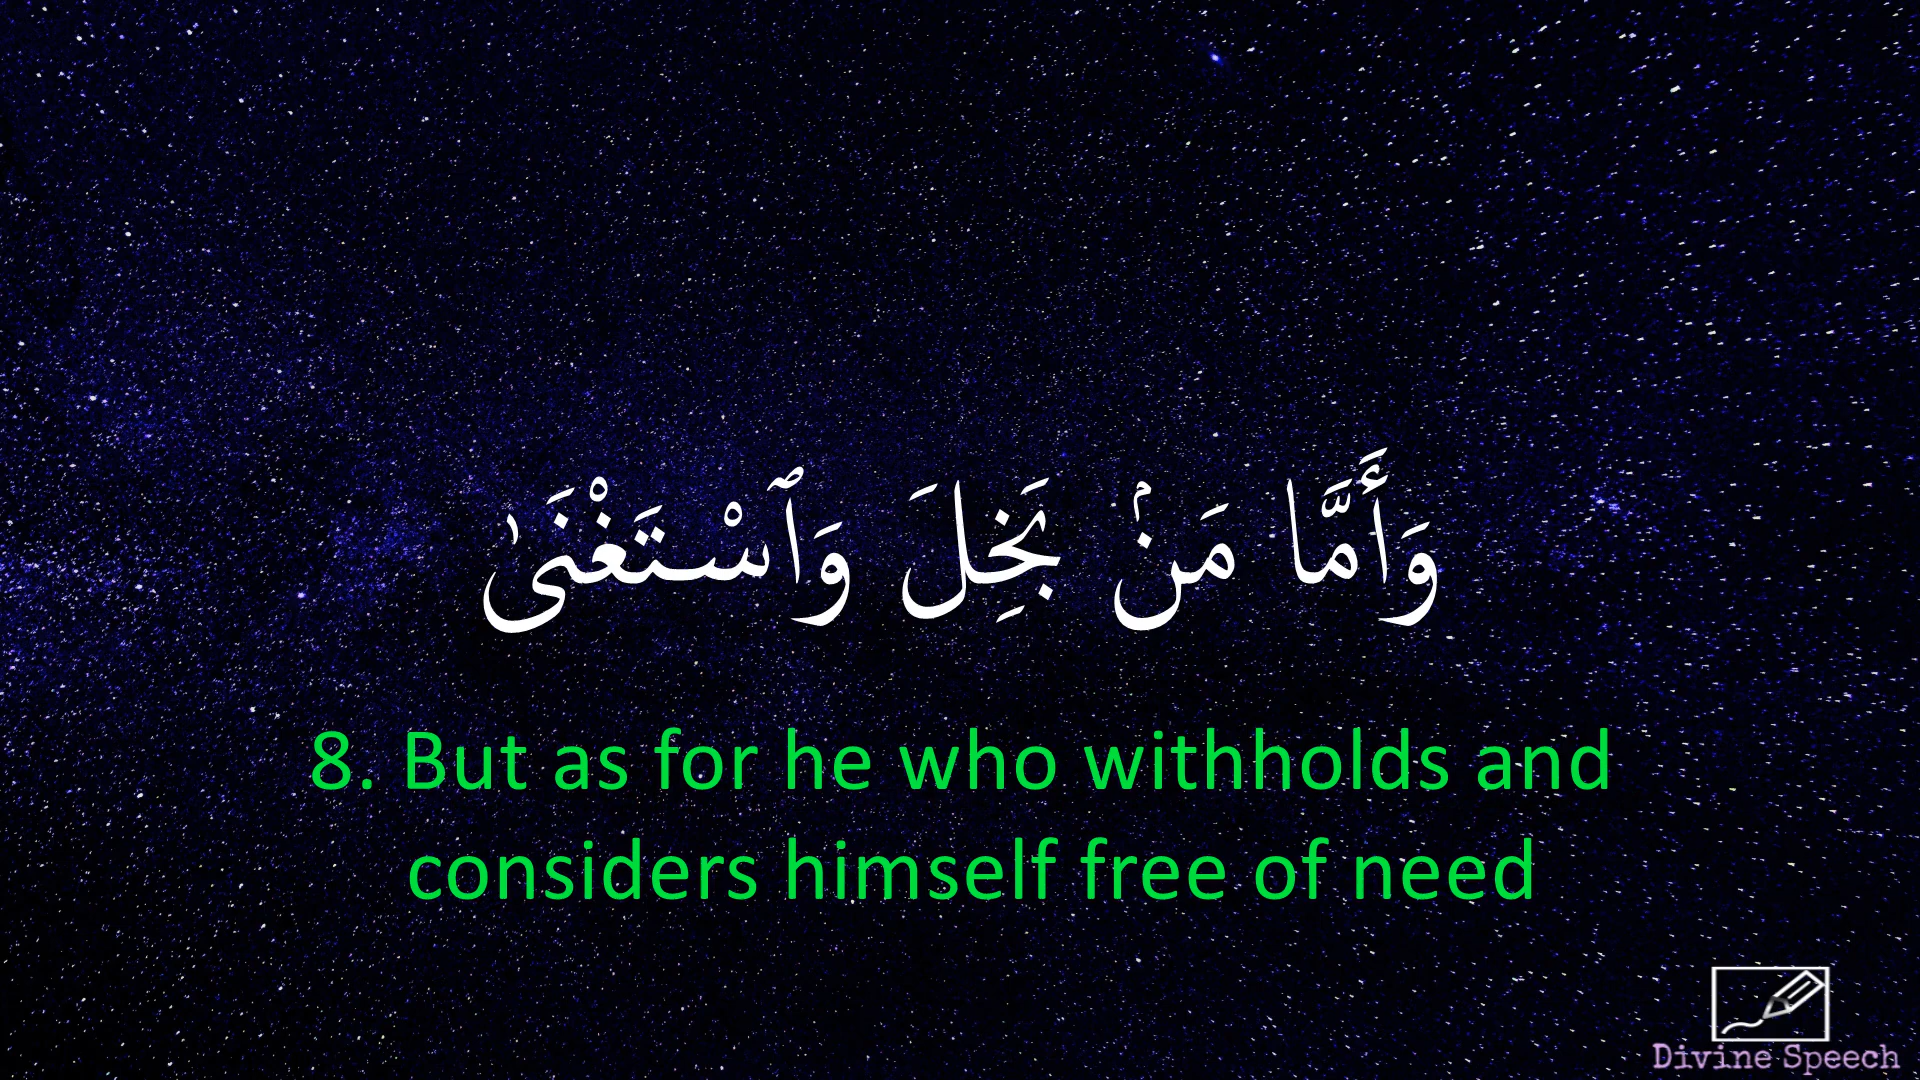 وَأَمَّا مَنۢ بَخِلَ وَٱسْتَغْنَىٰ
8. But as for he who withholds and
considers himself free of need
Divine Speech